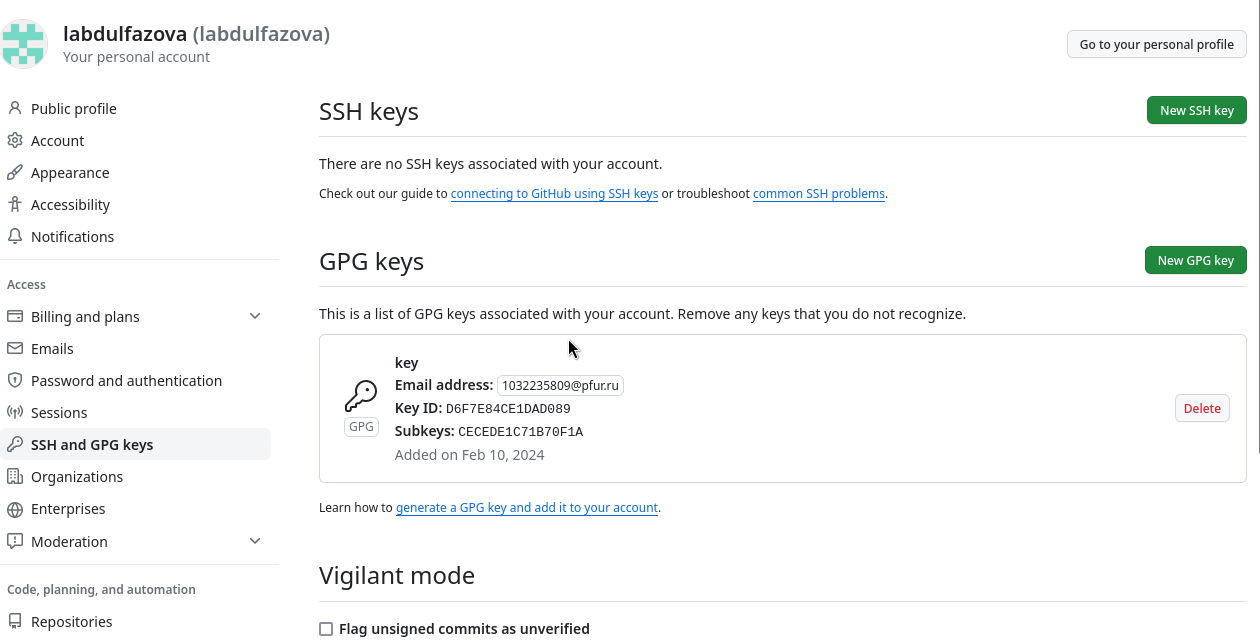 labdulfazova (labdulfazova)
Your personal account
Go to your personal profile
Public profile
Account
Appearance
Accessibility
Notifications
Access
Billing and plans
Emails
Password and authentication
Sessions
SSH and GPG keys
Organizations
Enterprises
Moderation
Code, planning, and automation
Repositories
SSH keys
New SSH key
There are no SSH keys associated with your account.
Check out our guide to connecting to GitHub using SSH keys or troubleshoot common SSH problems.
GPG keys
New GPG key
This is a list of GPG keys associated with your account. Remove any keys that you do not recognize.
key
Email address: 1032235809@pfur.ru
Key ID: D6F7E84CE1DAD089
GPG
Subkeys: CECEDE1C71B70F1A
Added on Feb 10, 2024
Delete
Learn how to generate a GPG key and add it to your account.
Vigilant mode
Flag unsigned commits as unverified